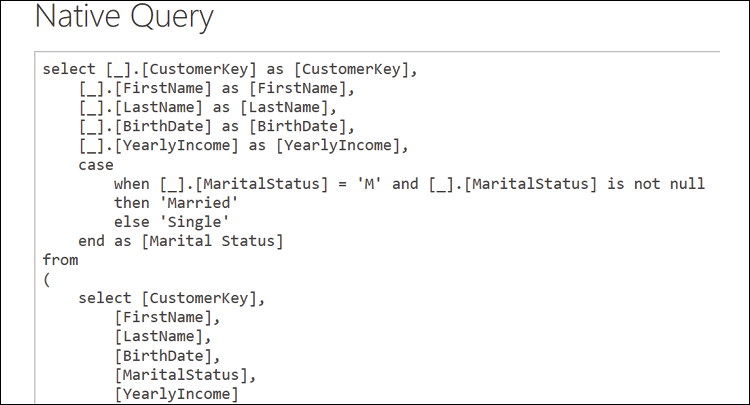 Native Query
select [_].[CustomerKey] as [CustomerKey],
[_].[FirstName] as [FirstName],
[_].[LastName] as [LastName],
[_].[BirthDate] as [BirthDate],
[_].[YearlyIncome] as [YearlyIncome],
case
when [_].[MaritalStatus] = 'M' and [_].[MaritalStatus] is not null
then 'Married'
else 'Single'
end as [Marital Status]
from
(
select [CustomerKey],
[FirstName],
[LastName],
[BirthDate],
[MaritalStatus],
[YearlyIncome]